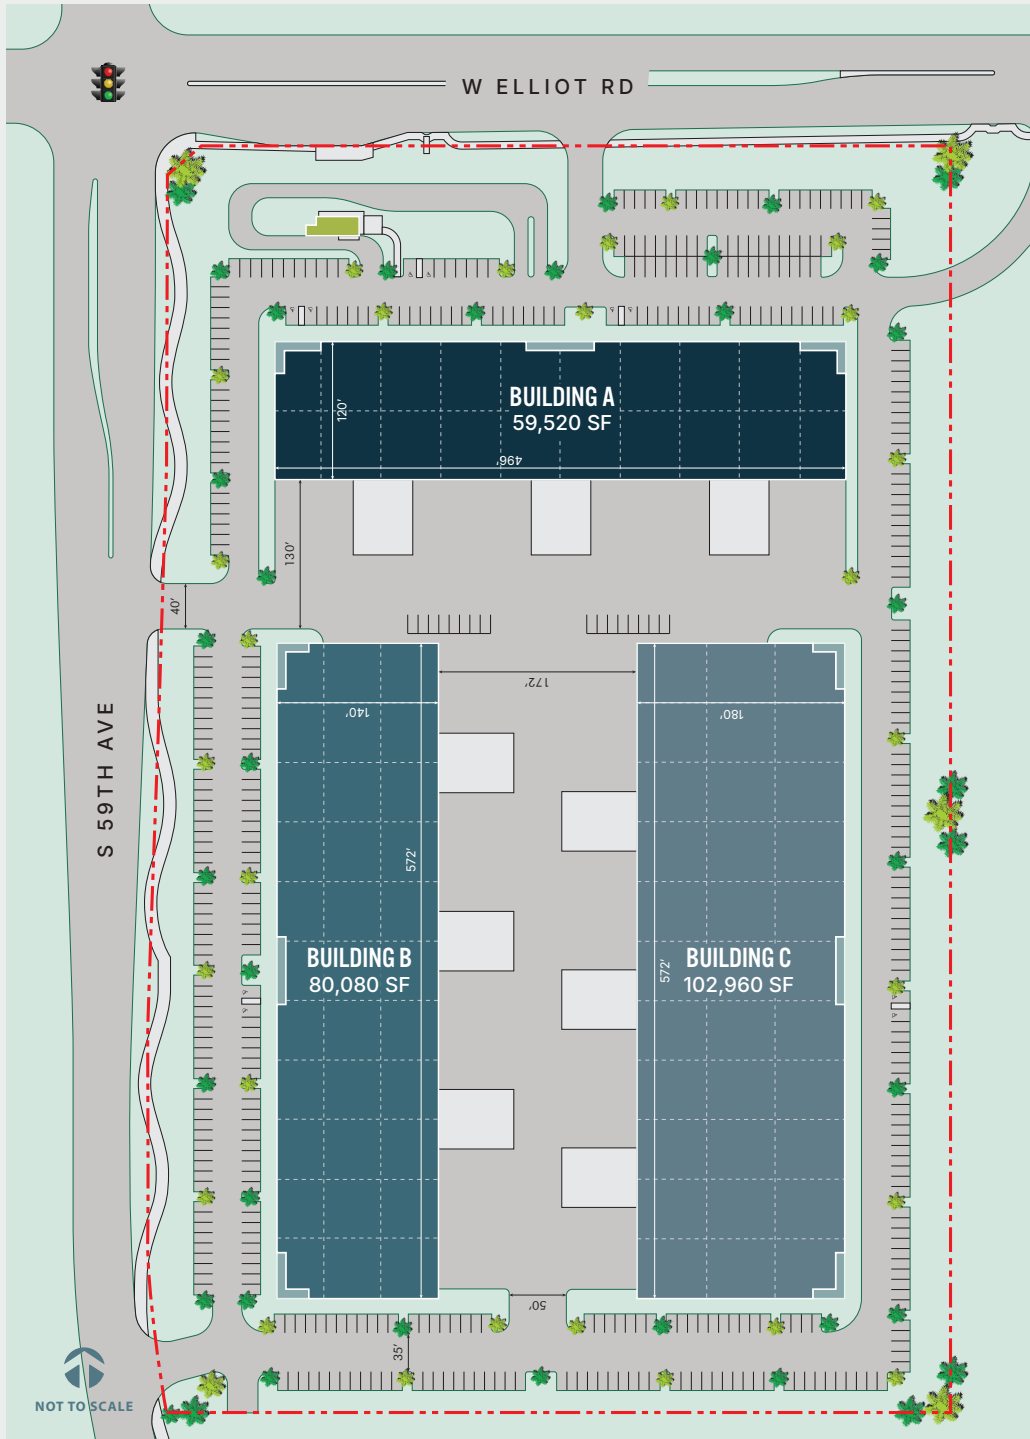 W ELLIOT RD
BUILDING A
59,520 SF
120'
496'
130'
40'
S 59TH AVE
172'
140'
180'
572'
572'
BUILDING B
80,080 SF
BUILDING C
102,960 SF
50'
35'
NOT TO SCALE